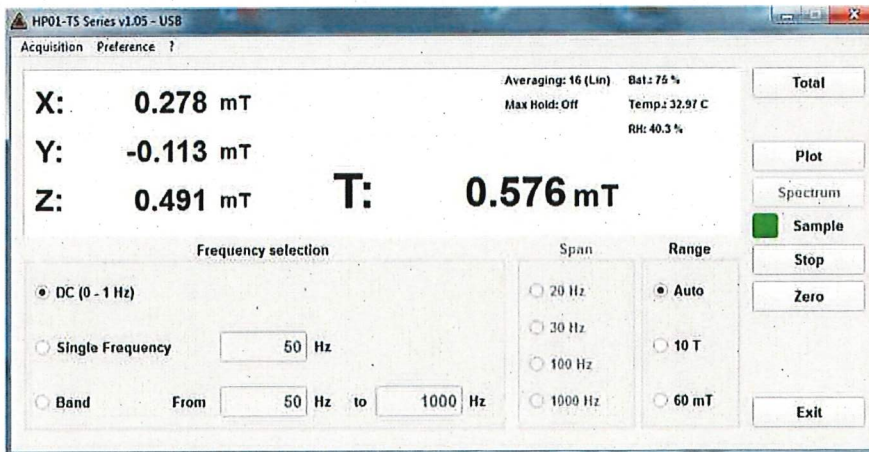 HP01-TS Series v1.05 - USB
Acquisition Preference ?
X: 0.278 mT
Y: -0.113 mT
Z: 0.491 mT
T: 0.576 mT
Averaging: 16 (Lin) Bat.: 75 %
Max Hold: Off Temp.: 32.97 C
RH: 40.3 %
Total
Plot
Spectrum
Sample
Stop
Zero
Exit
Frequency selection
DC (0 - 1 Hz)
Single Frequency 50 Hz
Band From 50 Hz to 1000 Hz
Span
20 Hz
30 Hz
100 Hz
1000 Hz
Range
Auto
10 T
60 mT